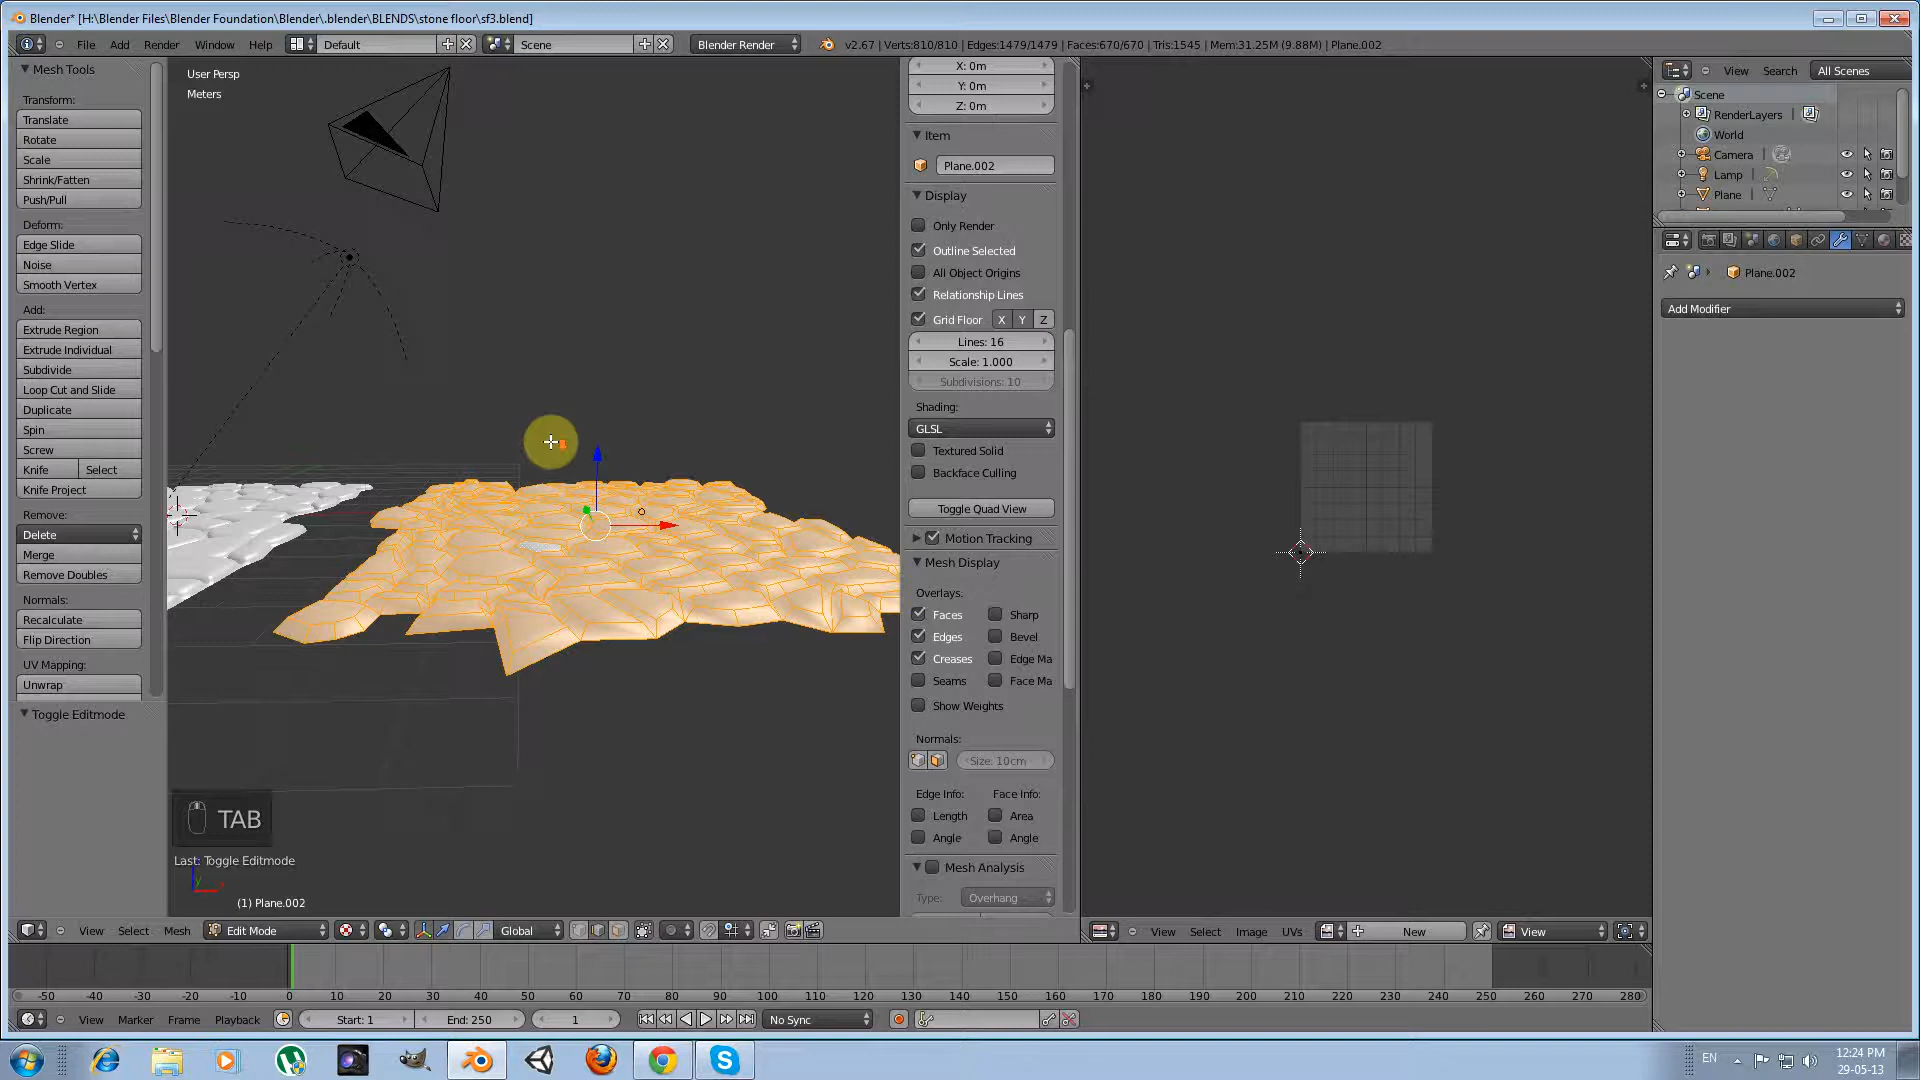 Blender* [H:\Blender Files\Blender Foundation\Blender\.blender\BLENDS\stone floor\sf3.blend]
File Add Render Window Help Default Scene Blender Render v2.67 | Verts:810/810 | Edges:1479/1479 | Faces:670/670 | Tris:1545 | Mem:31.25M (9.88M) | Plane.002
Mesh Tools
Transform:
Translate
Rotate
Scale
Shrink/Fatten
Push/Pull
Deform:
Edge Slide
Noise
Smooth Vertex
Add:
Extrude Region
Extrude Individual
Subdivide
Loop Cut and Slide
Duplicate
Spin
Screw
Knife Select
Knife Project
Remove:
Delete
Merge
Remove Doubles
Normals:
Recalculate
Flip Direction
UV Mapping:
Unwrap
Toggle Editmode
User Persp
Meters
TAB
Last: Toggle Editmode
y
(1) Plane.002
X: 0m
Y: 0m
Z: 0m
Item
Plane.002
Display
Only Render
Outline Selected
All Object Origins
Relationship Lines
Grid Floor X Y Z
Lines: 16
Scale: 1.000
Subdivisions: 10
Shading:
GLSL
Textured Solid
Backface Culling
Toggle Quad View
Motion Tracking
Mesh Display
Overlays:
Faces Sharp
Edges Bevel
Creases Edge Ma
Seams Face Ma
Show Weights
Normals:
Size: 10cm
Edge Info: Face Info:
Length Area
Angle Angle
Mesh Analysis
Type: Overhang
View Search All Scenes
Scene
RenderLayers
World
Camera
Lamp
Plane
Plane.002
Add Modifier
View Select Mesh Edit Mode Global
View Select Image UVs New View
-50 -40 -30 -20 -10 0 10 20 30 40 50 60 70 80 90 100 110 120 130 140 150 160 170 180 190 200 210 220 230 240 250 260 270 280
View Marker Frame Playback Start: 1 End: 250 1 No Sync
EN 12:24 PM
29-05-13